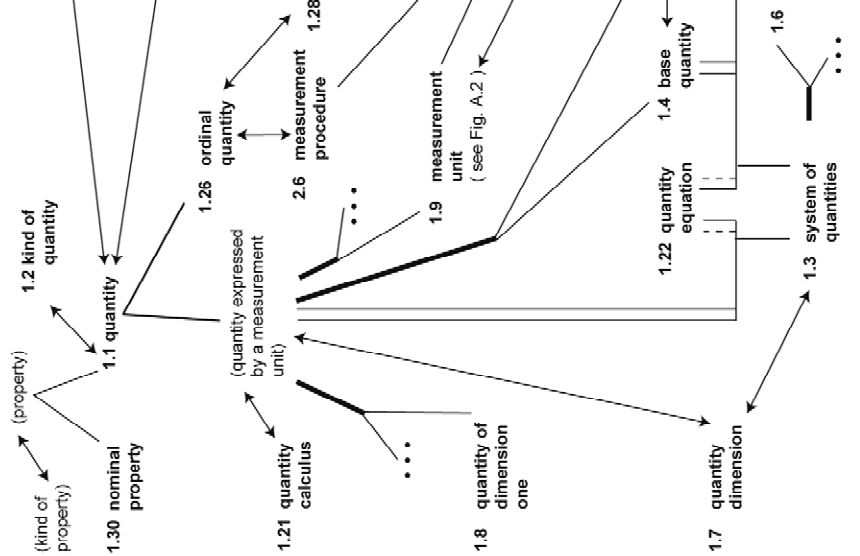 (property)
1.2 kind of
quantity
(kind of
property)
1.30 nominal
property
1.1 quantity
1.26 ordinal
quantity
(quantity expressed
by a measurement
unit)
1.21 quantity
calculus
2.6 measurement
procedure
1.28
1.9 measurement
unit
( see Fig. A.2 )
1.8 quantity of
dimension
one
1.22 quantity
equation
1.4 base
quantity
1.7 quantity
dimension
1.6
1.3 system of
quantities